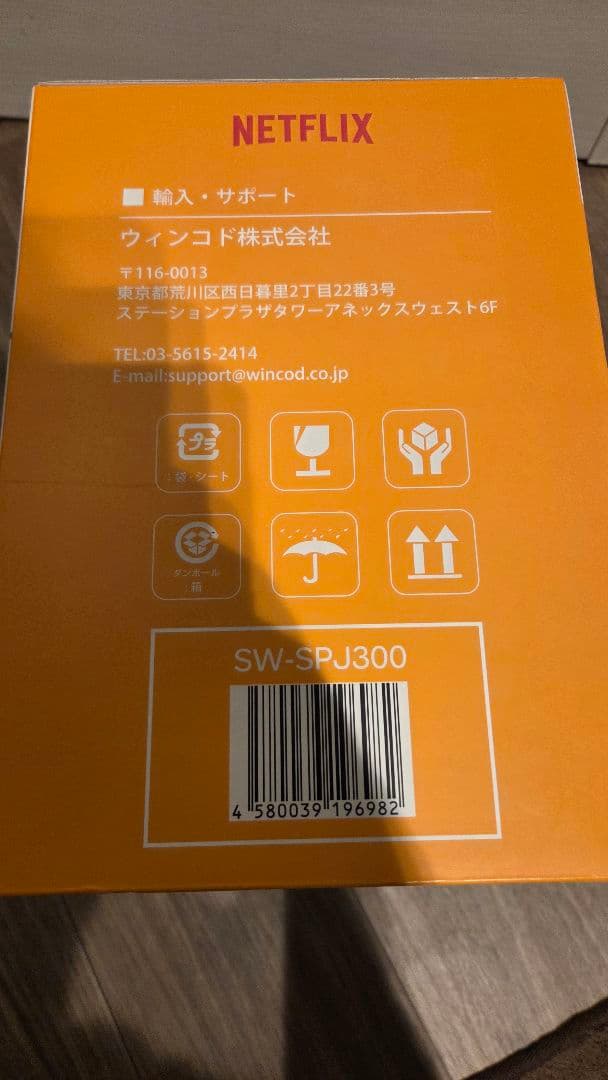 NETFLIX
■ 輸入・サポート
ウィンコド株式会社
〒116-0013
東京都荒川区西日暮里2丁目22番3号
ステーションプラザタワーアネックスウェスト6F
TEL:03-5615-2414
E-mail:support@wincod.co.jp
プラ
:袋・シート
ダンボール
:箱
SW-SPJ300
4 580039 196982